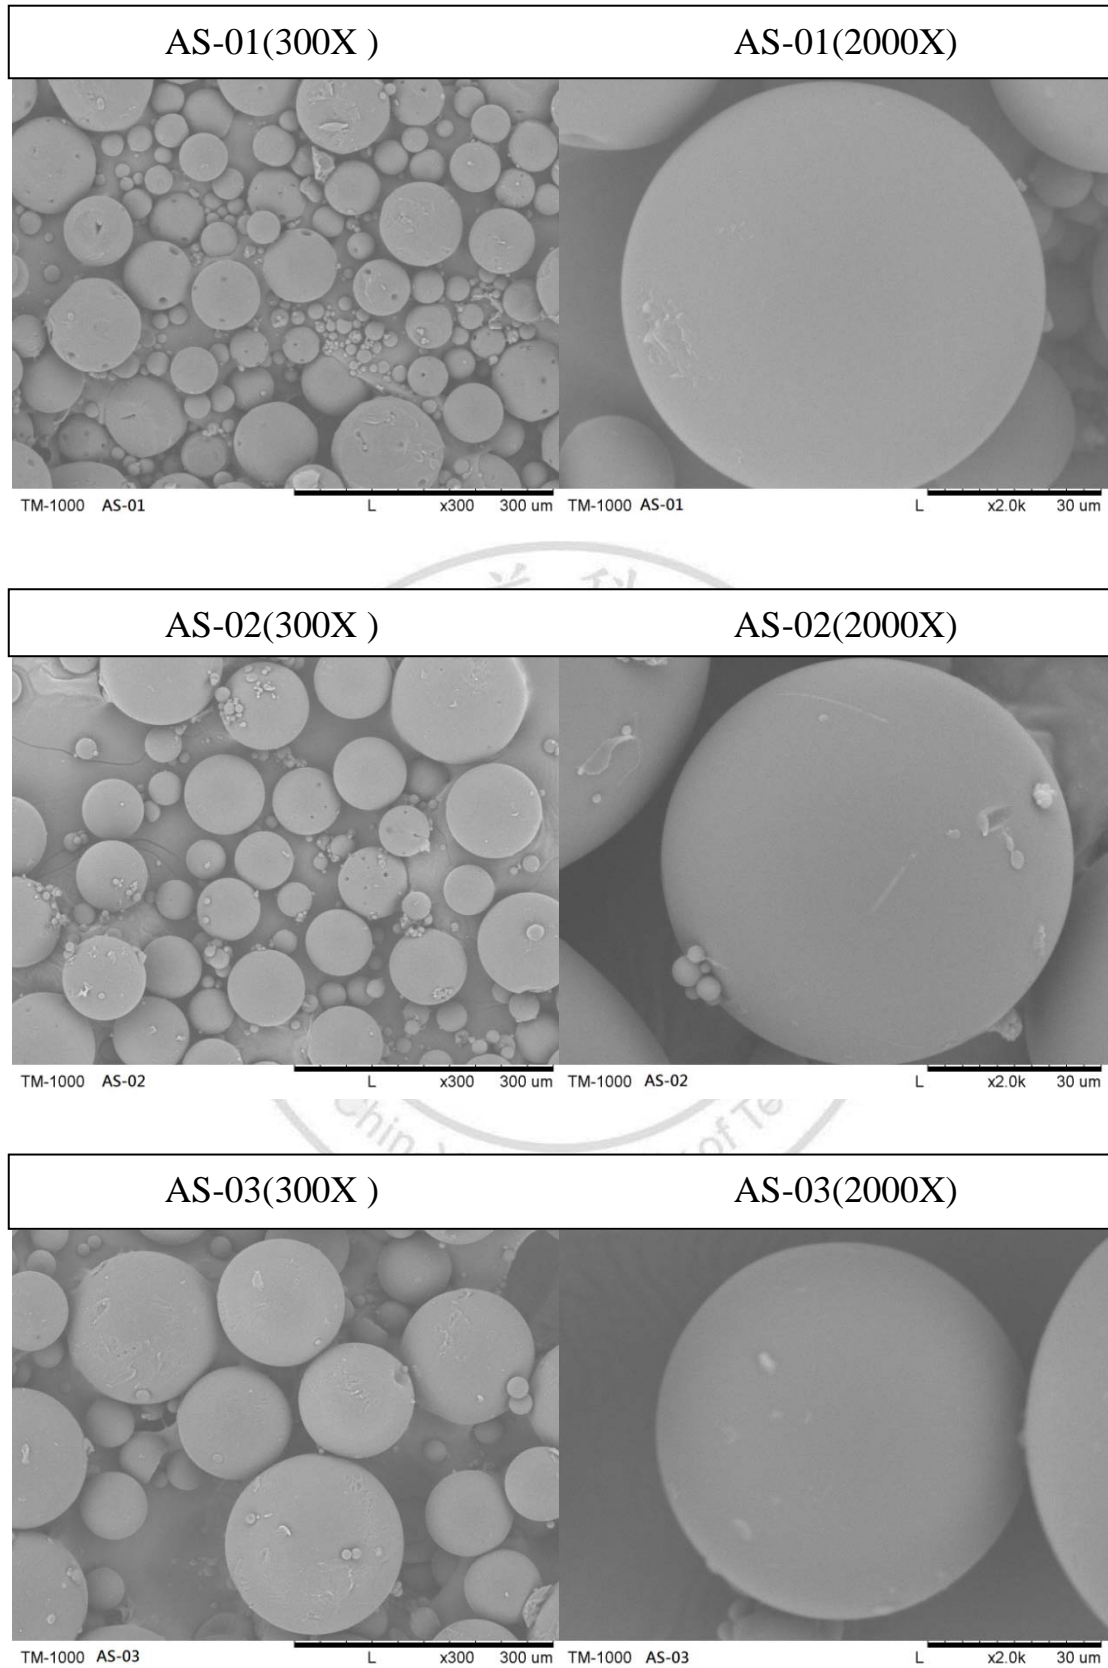 AS-01(300X )	AS-01(2000X)
TM-1000 AS-01 L x300 300 um TM-1000 AS-01 L x2.0k 30 um
AS-02(300X )	AS-02(2000X)
TM-1000 AS-02 L x300 300 um TM-1000 AS-02 L x2.0k 30 um
AS-03(300X )	AS-03(2000X)
TM-1000 AS-03 L x300 300 um TM-1000 AS-03 L x2.0k 30 um